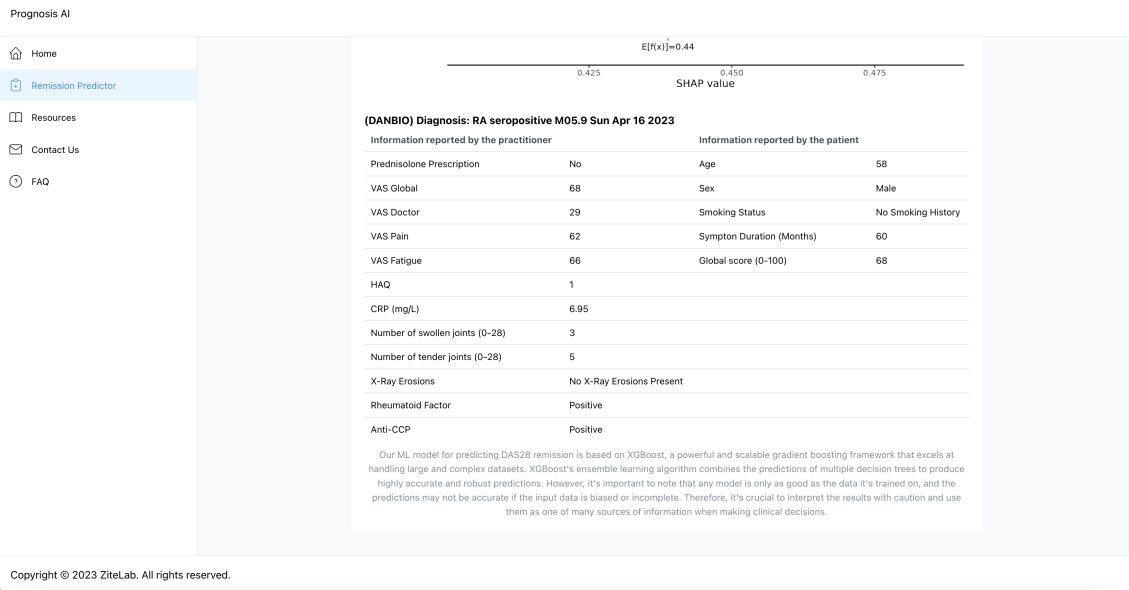 Prognosis AI
Home
Remission Predictor
Resources
Contact Us
FAQ
E[f(x)]=0.44
0.425 0.450 0.475
SHAP value
(DANBIO) Diagnosis: RA seropositive M05.9 Sun Apr 16 2023
Information reported by the practitioner Information reported by the patient
Prednisolone Prescription No Age 58
VAS Global 68 Sex Male
VAS Doctor 29 Smoking Status No Smoking History
VAS Pain 62 Sympton Duration (Months) 60
VAS Fatigue 66 Global score (0-100) 68
HAQ 1
CRP (mg/L) 6.95
Number of swollen joints (0-28) 3
Number of tender joints (0-28) 5
X-Ray Erosions No X-Ray Erosions Present
Rheumatoid Factor Positive
Anti-CCP Positive
Our ML model for predicting DAS28 remission is based on XGBoost, a powerful and scalable gradient boosting framework that excels at
handling large and complex datasets. XGBoost's ensemble learning algorithm combines the predictions of multiple decision trees to produce
highly accurate and robust predictions. However, it's important to note that any model is only as good as the data it's trained on, and the
predictions may not be accurate if the input data is biased or incomplete. Therefore, it's crucial to interpret the results with caution and use
them as one of many sources of information when making clinical decisions.
Copyright © 2023 ZiteLab. All rights reserved.